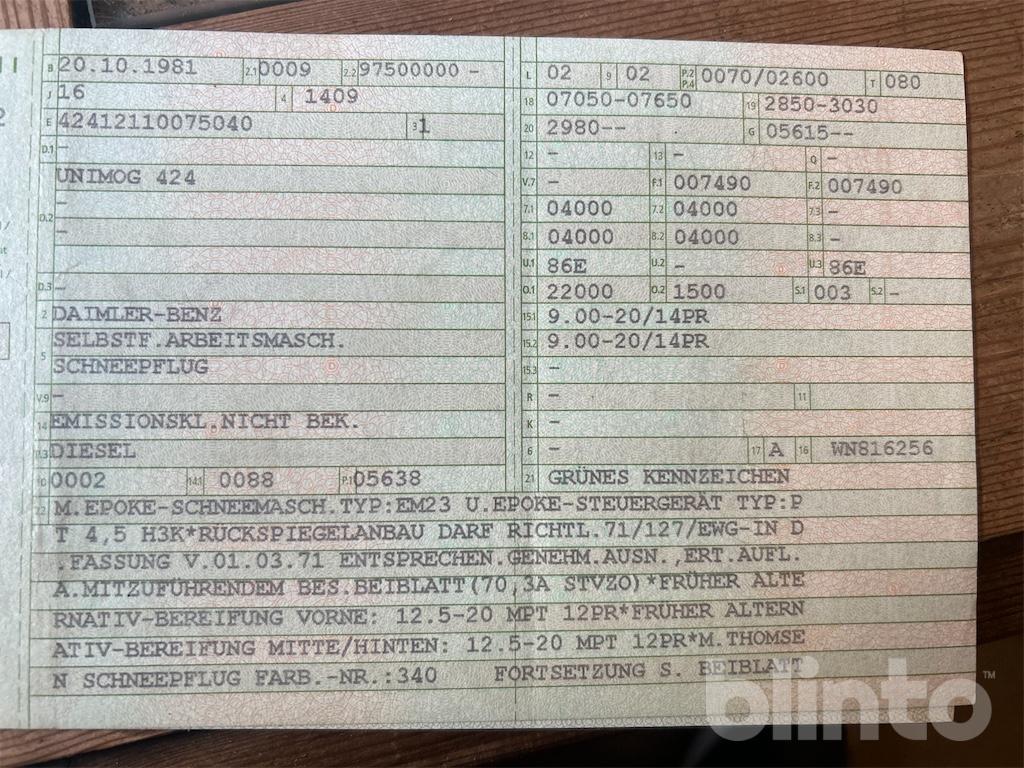 B 20.10.1981 2.1 0009 2.2 97500000 -
J 16 4 1409
E 42412110075040 3 1
D.1 -
UNIMOG 424
D.2 -
-
D.3 -
2 DAIMLER-BENZ
SELBSTF.ARBEITSMASCH.
5 SCHNEEPFLUG
V.9 -
14 EMISSIONSKL.NICHT BEK.
P.3 DIESEL
10 0002 14.1 0088 P.1 05638
L 02 9 02 P.2 P.4 0070/02600 T 080
18 07050-07650 19 2850-3030
20 2980-- G 05615--
12 - 13 - Q -
V.7 - F.1 007490 F.2 007490
7.1 04000 7.2 04000 7.3 -
8.1 04000 8.2 04000 8.3 -
U.1 86E U.2 - U.3 86E
O.1 22000 O.2 1500 S.1 003 S.2 -
15.1 9.00-20/14PR
15.2 9.00-20/14PR
15.3 -
R - 11
K -
6 - 17 A 16 WN816256
21 GRÜNES KENNZEICHEN
22 M.EPOKE-SCHNEEMASCH.TYP:EM23 U.EPOKE-STEUERGERÄT TYP:P
T 4,5 H3K*RÜCKSPIEGELANBAU DARF RICHTL.71/127/EWG-IN D
.FASSUNG V.01.03.71 ENTSPRECHEN.GENEHM.AUSN.,ERT.AUFL.
A.MITZUFÜHRENDEM BES.BEIBLATT(70,3A STVZO)*FRÜHER ALTE
RNATIV-BEREIFUNG VORNE: 12.5-20 MPT 12PR*FRÜHER ALTERN
ATIV-BEREIFUNG MITTE/HINTEN: 12.5-20 MPT 12PR*M.THOMSE
N SCHNEEPFLUG FARB.-NR.:340 FORTSETZUNG S. BEIBLATT
blinto™